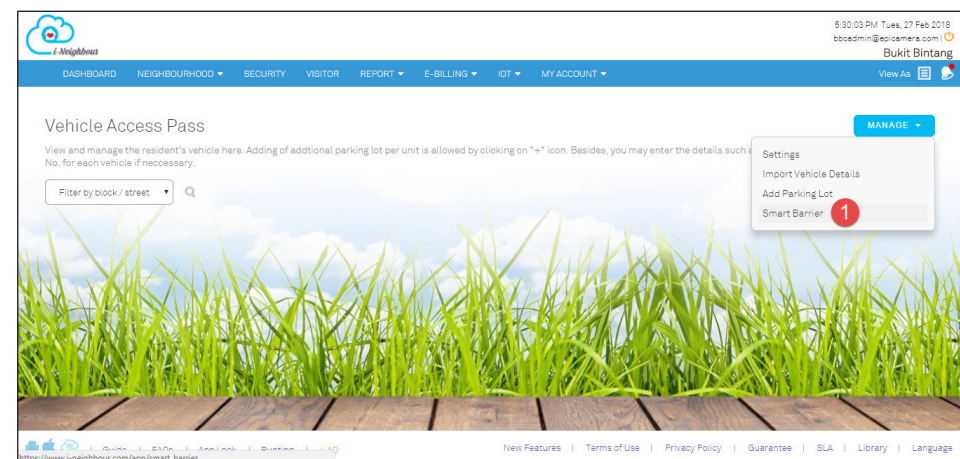 i-Neighbour
5:30:03 PM Tues, 27 Feb 2018
bbcadmin@epicamera.com |
Bukit Bintang
DASHBOARD NEIGHBOURHOOD SECURITY VISITOR REPORT E-BILLING IOT MY ACCOUNT View As
Vehicle Access Pass
MANAGE
View and manage the resident's vehicle here. Adding of addtional parking lot per unit is allowed by clicking on "+" icon. Besides, you may enter the details such
No. for each vehicle if neccessary.
Filter by block / street
Settings
Import Vehicle Details
Add Parking Lot
Smart Barrier 1
| Guide | FAQs | App Lock | | AQ
New Features | Terms of Use | Privacy Policy | Guarantee | SLA | Library | Language
https://www.i-neighbour.com/app/smart_barrier